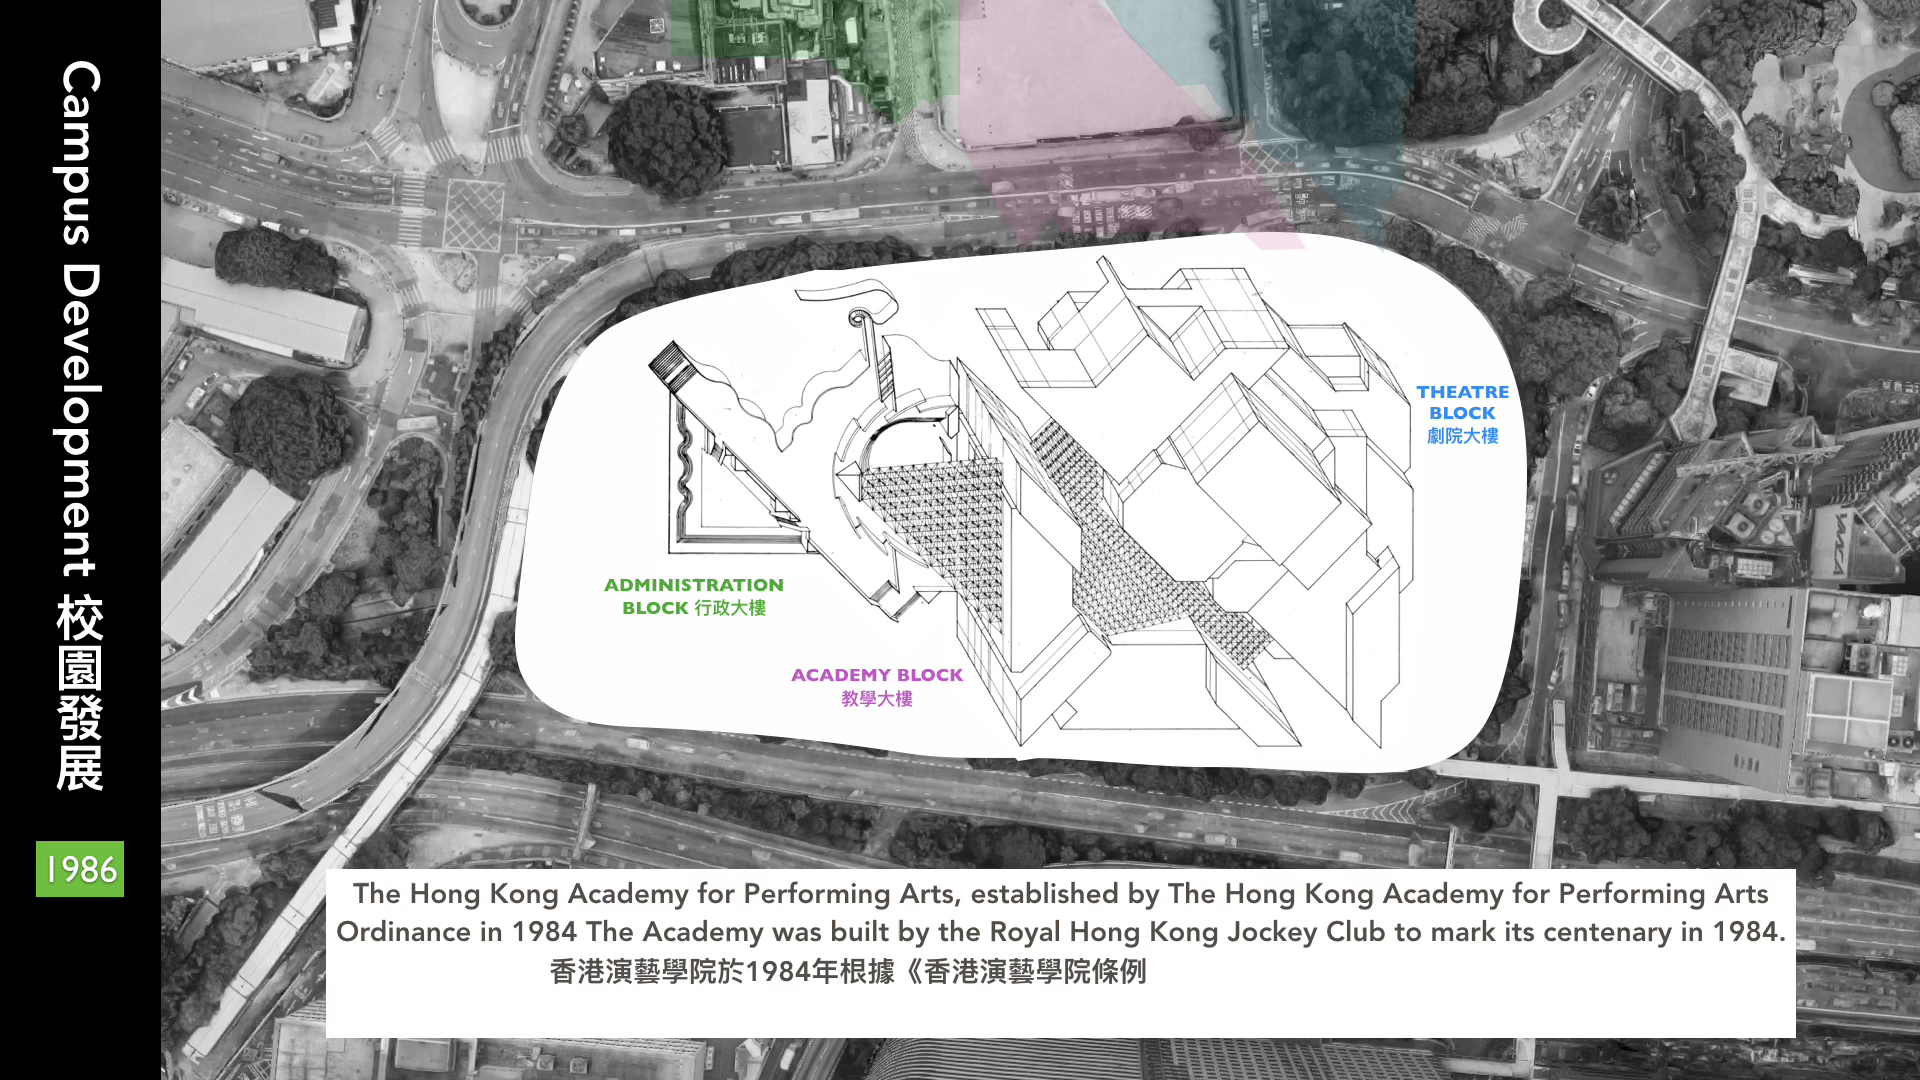 Campus Development 校園發展
1986
THEATRE
BLOCK
劇院大樓
ADMINISTRATION
BLOCK 行政大樓
ACADEMY BLOCK
教學大樓
YMCA
The Hong Kong Academy for Performing Arts, established by The Hong Kong Academy for Performing Arts
Ordinance in 1984 The Academy was built by the Royal Hong Kong Jockey Club to mark its centenary in 1984.
香港演藝學院於1984年根據《香港演藝學院條例